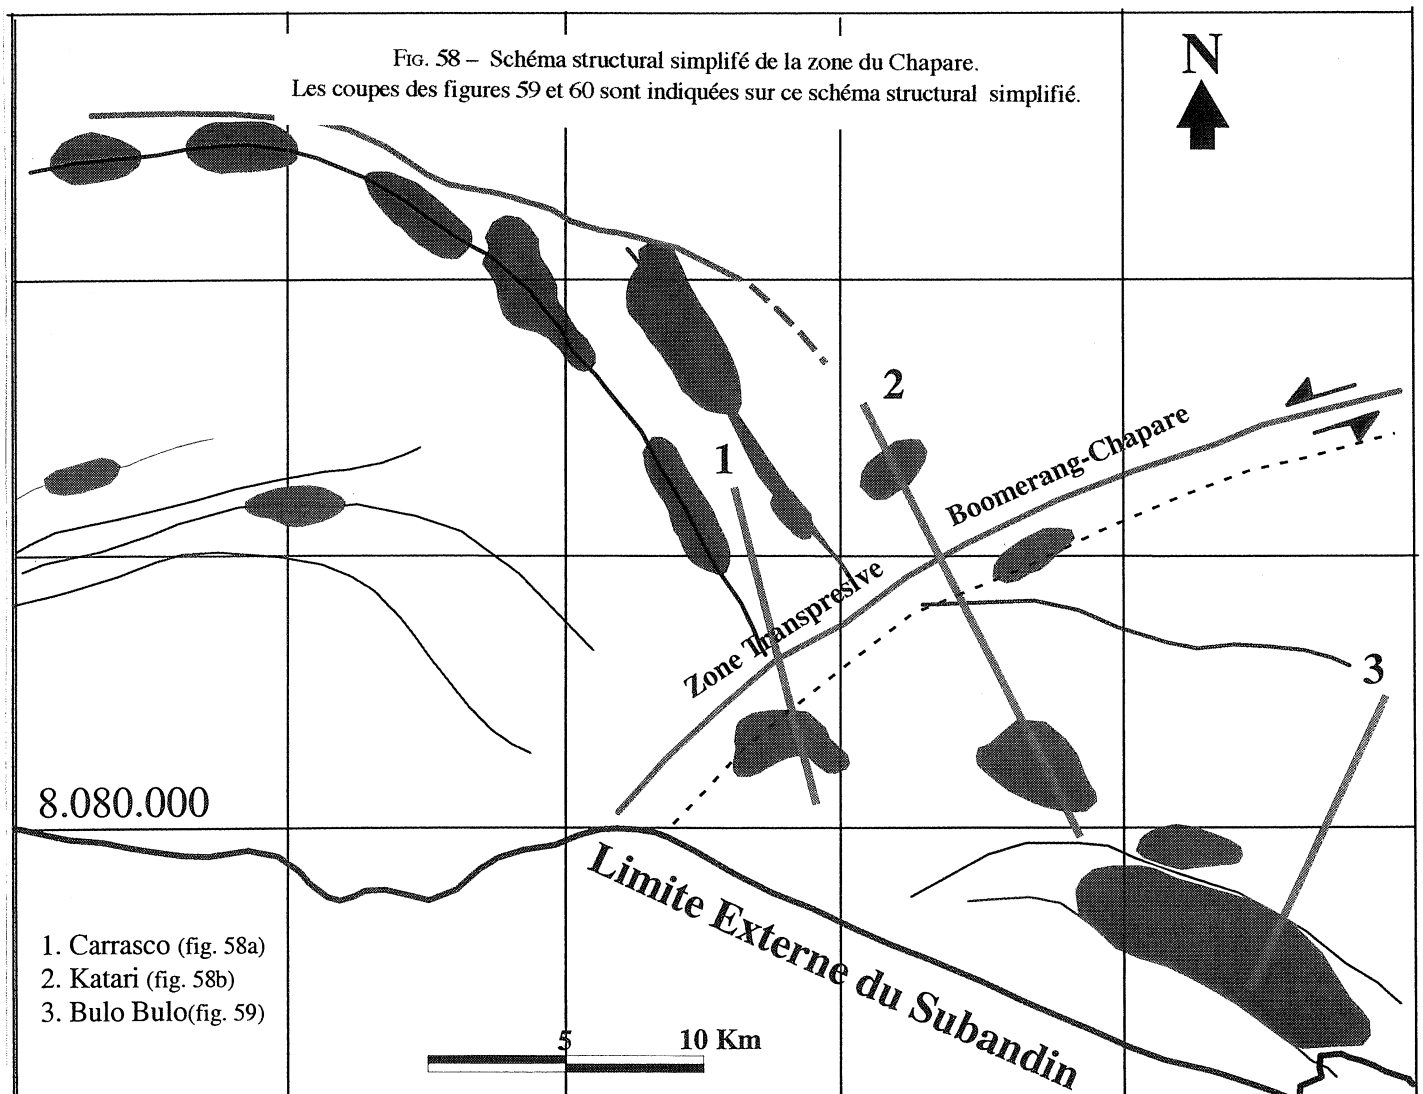 FIG. 58 – Schéma structural simplifé de la zone du Chapare.
Les coupes des figures 59 et 60 sont indiquées sur ce schéma structural simplifié.
N
2
1
Boomerang-Chapare
Zone Transpresive
3
8.080.000
Limite Externe du Subandin
1. Carrasco (fig. 58a)
2. Katari (fig. 58b)
3. Bulo Bulo(fig. 59)
5 10 Km